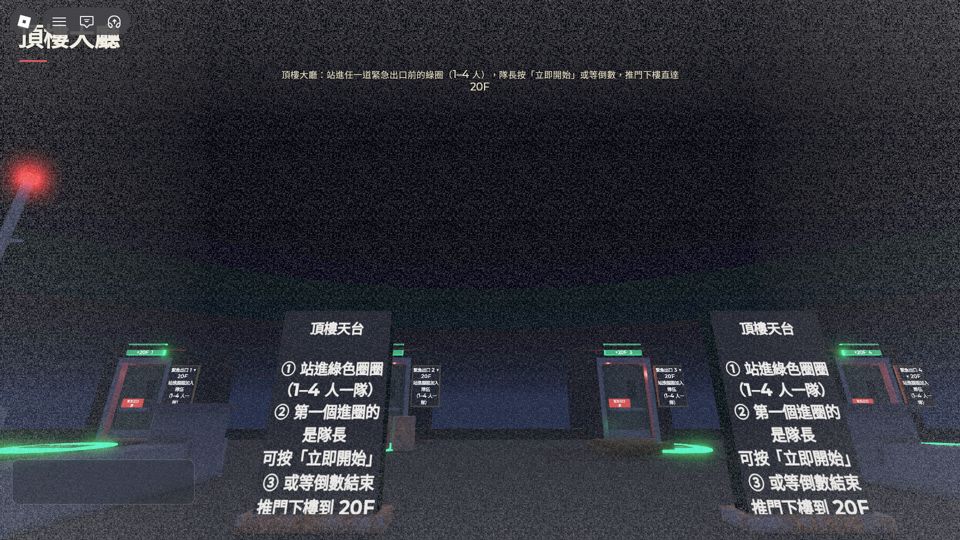 頂樓大廳
頂樓大廳：站進任一道緊急出口前的綠圈（1–4 人），隊長按「立即開始」或等倒數，推門下樓直達
20F
頂樓天台
① 站進綠色圈圈
（1–4 人一隊）
② 第一個進圈的
是隊長
可按「立即開始」
③ 或等倒數結束
推門下樓到 20F
頂樓天台
① 站進綠色圈圈
（1–4 人一隊）
② 第一個進圈的
是隊長
可按「立即開始」
③ 或等倒數結束
推門下樓到 20F